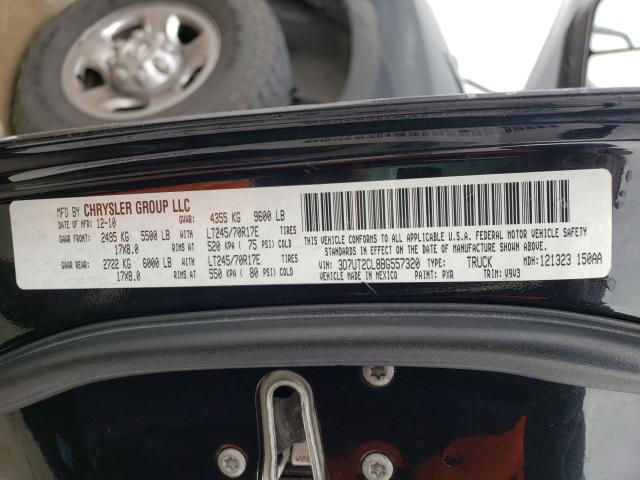 MFD BY CHRYSLER GROUP LLC
DATE OF MFR: 12-10 GVWR: 4355 KG 9600 LB
GAWR FRONT: 2495 KG 5500 LB WITH LT245/70R17E TIRES
17X8.0 RIMS AT 520 KPA ( 75 PSI) COLD
GAWR REAR: 2722 KG 6000 LB WITH LT245/70R17E TIRES
17X8.0 RIMS AT 550 KPA ( 80 PSI) COLD
THIS VEHICLE CONFORMS TO ALL APPLICABLE U.S.A. FEDERAL MOTOR VEHICLE SAFETY
STANDARDS IN EFFECT ON THE DATE OF MANUFACTURE SHOWN ABOVE.
VIN: 3D7UT2CL8BG557320 TYPE: TRUCK MDH: 121323 150AA
VEHICLE MADE IN MEXICO PAINT: PXR TRIM: V9V3